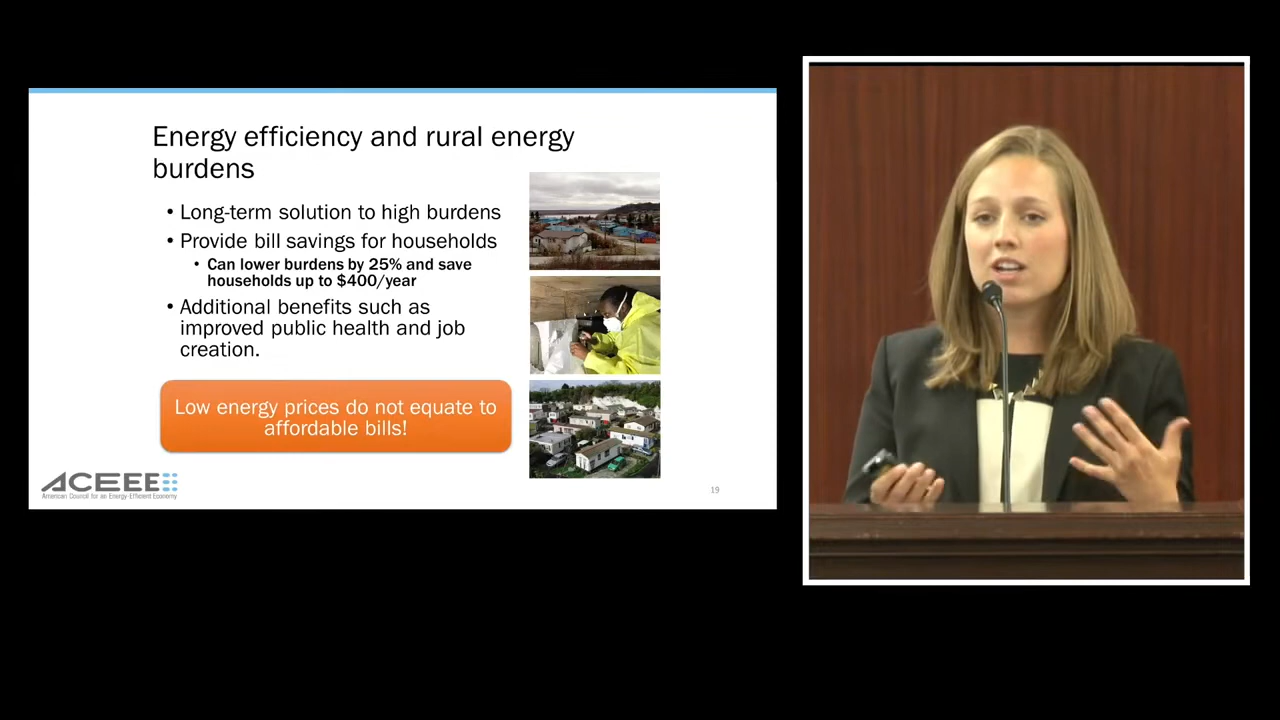 Energy efficiency and rural energy
burdens
• Long-term solution to high burdens
• Provide bill savings for households
• Can lower burdens by 25% and save
households up to $400/year
• Additional benefits such as
improved public health and job
creation.
Low energy prices do not equate to
affordable bills!
ACEEE
American Council for an Energy-Efficient Economy
19